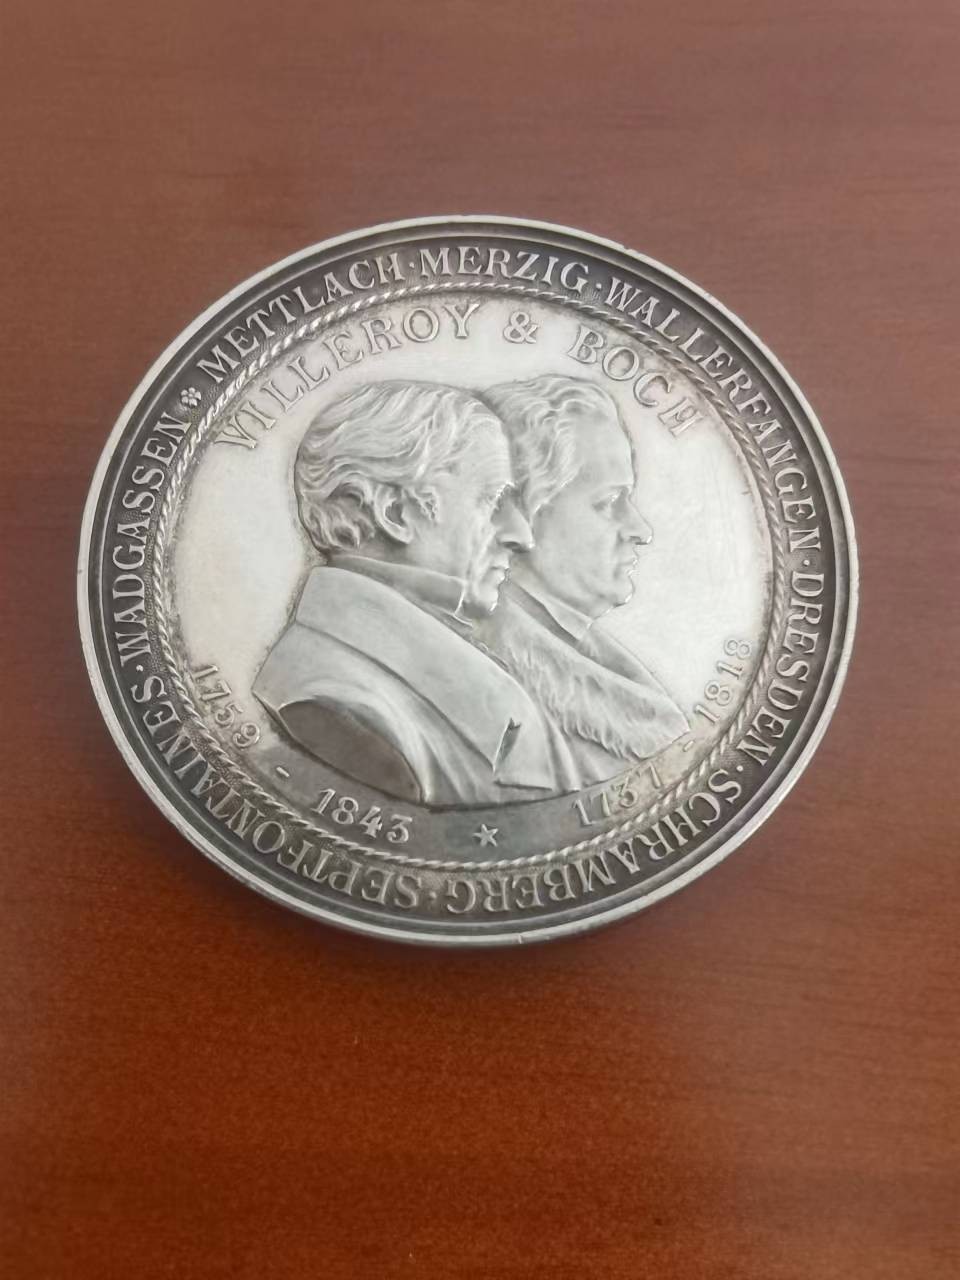 ❀ METTLACH · MERZIG · WALLERFANGEN · DRESDEN · SCHRAMBERG · SEPTFONTAINES · WADGASSEN
VILLEROY & BOCH
1759 - 1843 ★ 1737 - 1818